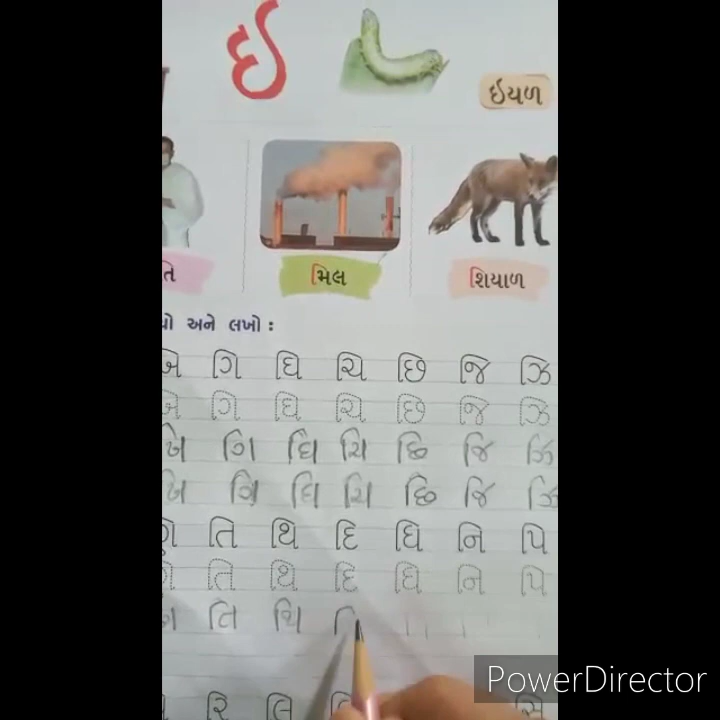 ઈ
ઈયળ
તિ મિલ શિયાળ
અને લખો :
ગિ ઘિ ચિ છિ જિ ઝિ
ગિ ઘિ ચિ છિ જિ ઝિ
ખિ ગિ ઘિ ચિ છિ જિ ઝિ
ખિ ગિ ઘિ ચિ છિ જિ ઝિ
તિ થિ દિ ધિ નિ પિ
તિ થિ દિ ધિ નિ પિ
તિ થિ
રિ લિ
PowerDirector